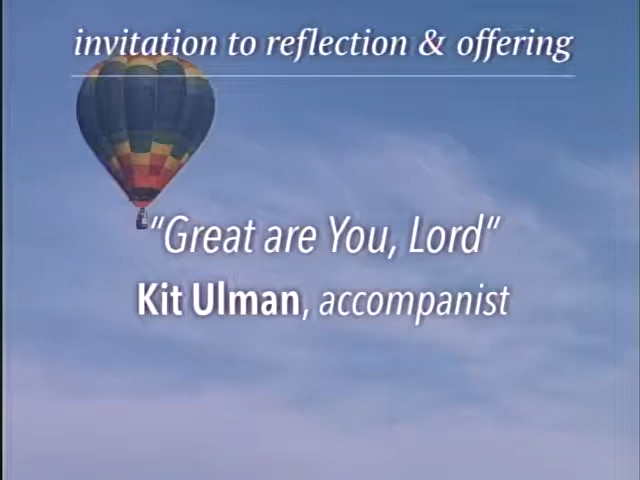 invitation to reflection & offering
“Great are You, Lord”
Kit Ulman, accompanist